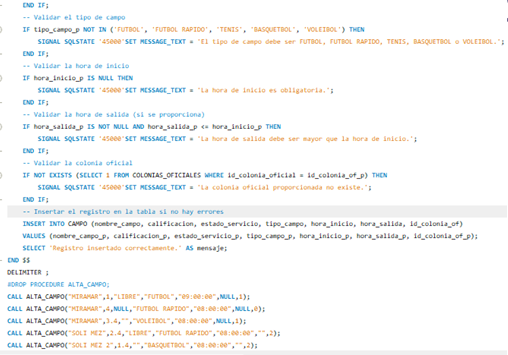 END IF;
-- Validar el tipo de campo
IF tipo_campo_p NOT IN ('FUTBOL', 'FUTBOL RAPIDO', 'TENIS', 'BASQUETBOL', 'VOLEIBOL') THEN
SIGNAL SQLSTATE '45000'SET MESSAGE_TEXT = 'El tipo de campo debe ser FUTBOL, FUTBOL RAPIDO, TENIS, BASQUETBOL o VOLEIBOL.';
END IF;
-- Validar la hora de inicio
IF hora_inicio_p IS NULL THEN
SIGNAL SQLSTATE '45000'SET MESSAGE_TEXT = 'La hora de inicio es obligatoria.';
END IF;
-- Validar la hora de salida (si se proporciona)
IF hora_salida_p IS NOT NULL AND hora_salida_p <= hora_inicio_p THEN
SIGNAL SQLSTATE '45000'SET MESSAGE_TEXT = 'La hora de salida debe ser mayor que la hora de inicio.';
END IF;
-- Validar la colonia oficial
IF NOT EXISTS (SELECT 1 FROM COLONIAS_OFICIALES WHERE id_colonia_oficial = id_colonia_of_p) THEN
SIGNAL SQLSTATE '45000'SET MESSAGE_TEXT = 'La colonia oficial proporcionada no existe.';
END IF;
-- Insertar el registro en la tabla si no hay errores
INSERT INTO CAMPO (nombre_campo, calificacion, estado_servicio, tipo_campo, hora_inicio, hora_salida, id_colonia_of)
VALUES (nombre_campo_p, calificacion_p, estado_servicio_p, tipo_campo_p, hora_inicio_p, hora_salida_p, id_colonia_of_p);
SELECT 'Registro insertado correctamente.' AS mensaje;
END $$
DELIMITER ;
#DROP PROCEDURE ALTA_CAMPO;
CALL ALTA_CAMPO("MIRAMAR",1,"LIBRE","FUTBOL","09:00:00",NULL,1);
CALL ALTA_CAMPO("MIRAMAR",4,NULL,"FUTBOL RAPIDO","08:00:00",NULL,0);
CALL ALTA_CAMPO("MIRAMAR",3.4,"","VOLEIBOL","08:00:00",NULL,1);
CALL ALTA_CAMPO("SOLI MEZ",2.4,"LIBRE","FUTBOL RAPIDO","08:00:00","",2);
CALL ALTA_CAMPO("SOLI MEZ 2",1.4,"","BASQUETBOL","08:00:00","",2);